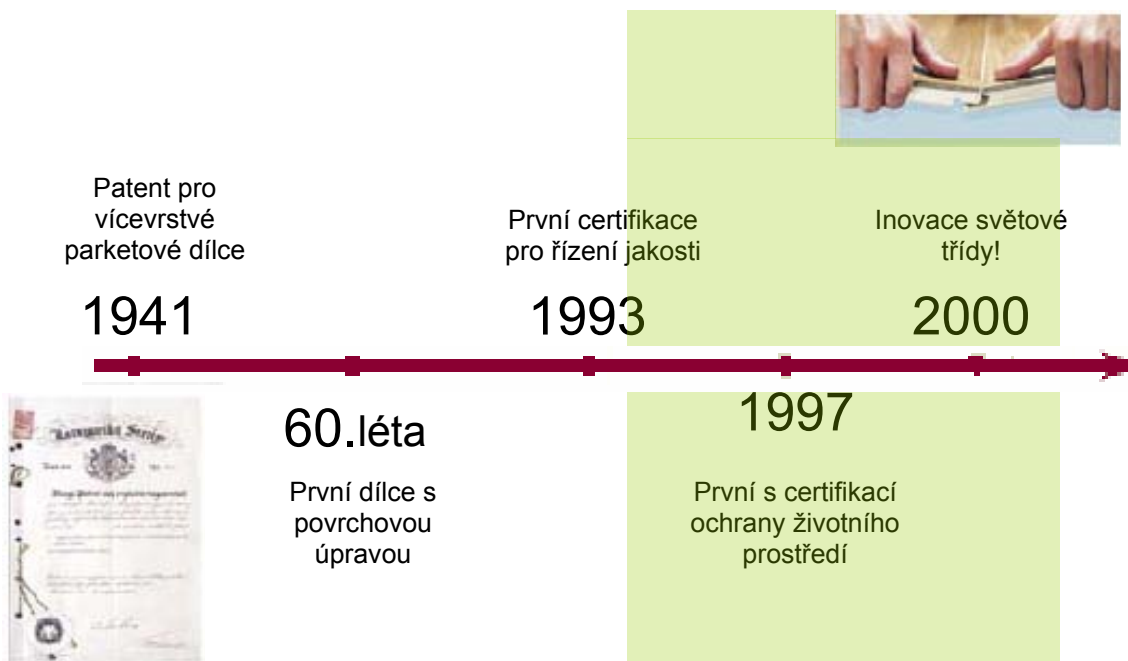 Patent pro
vícevrstvé
parketové dílce
1941
První certifikace
pro řízení jakosti
1993
Inovace světové
třídy!
2000
60.léta
První dílce s
povrchovou
úpravou
1997
První s certifikací
ochrany životního
prostředí